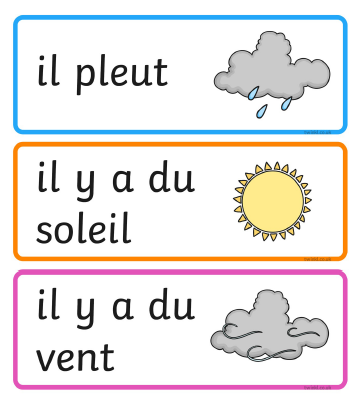 il pleut
il y a du
soleil
il y a du
vent